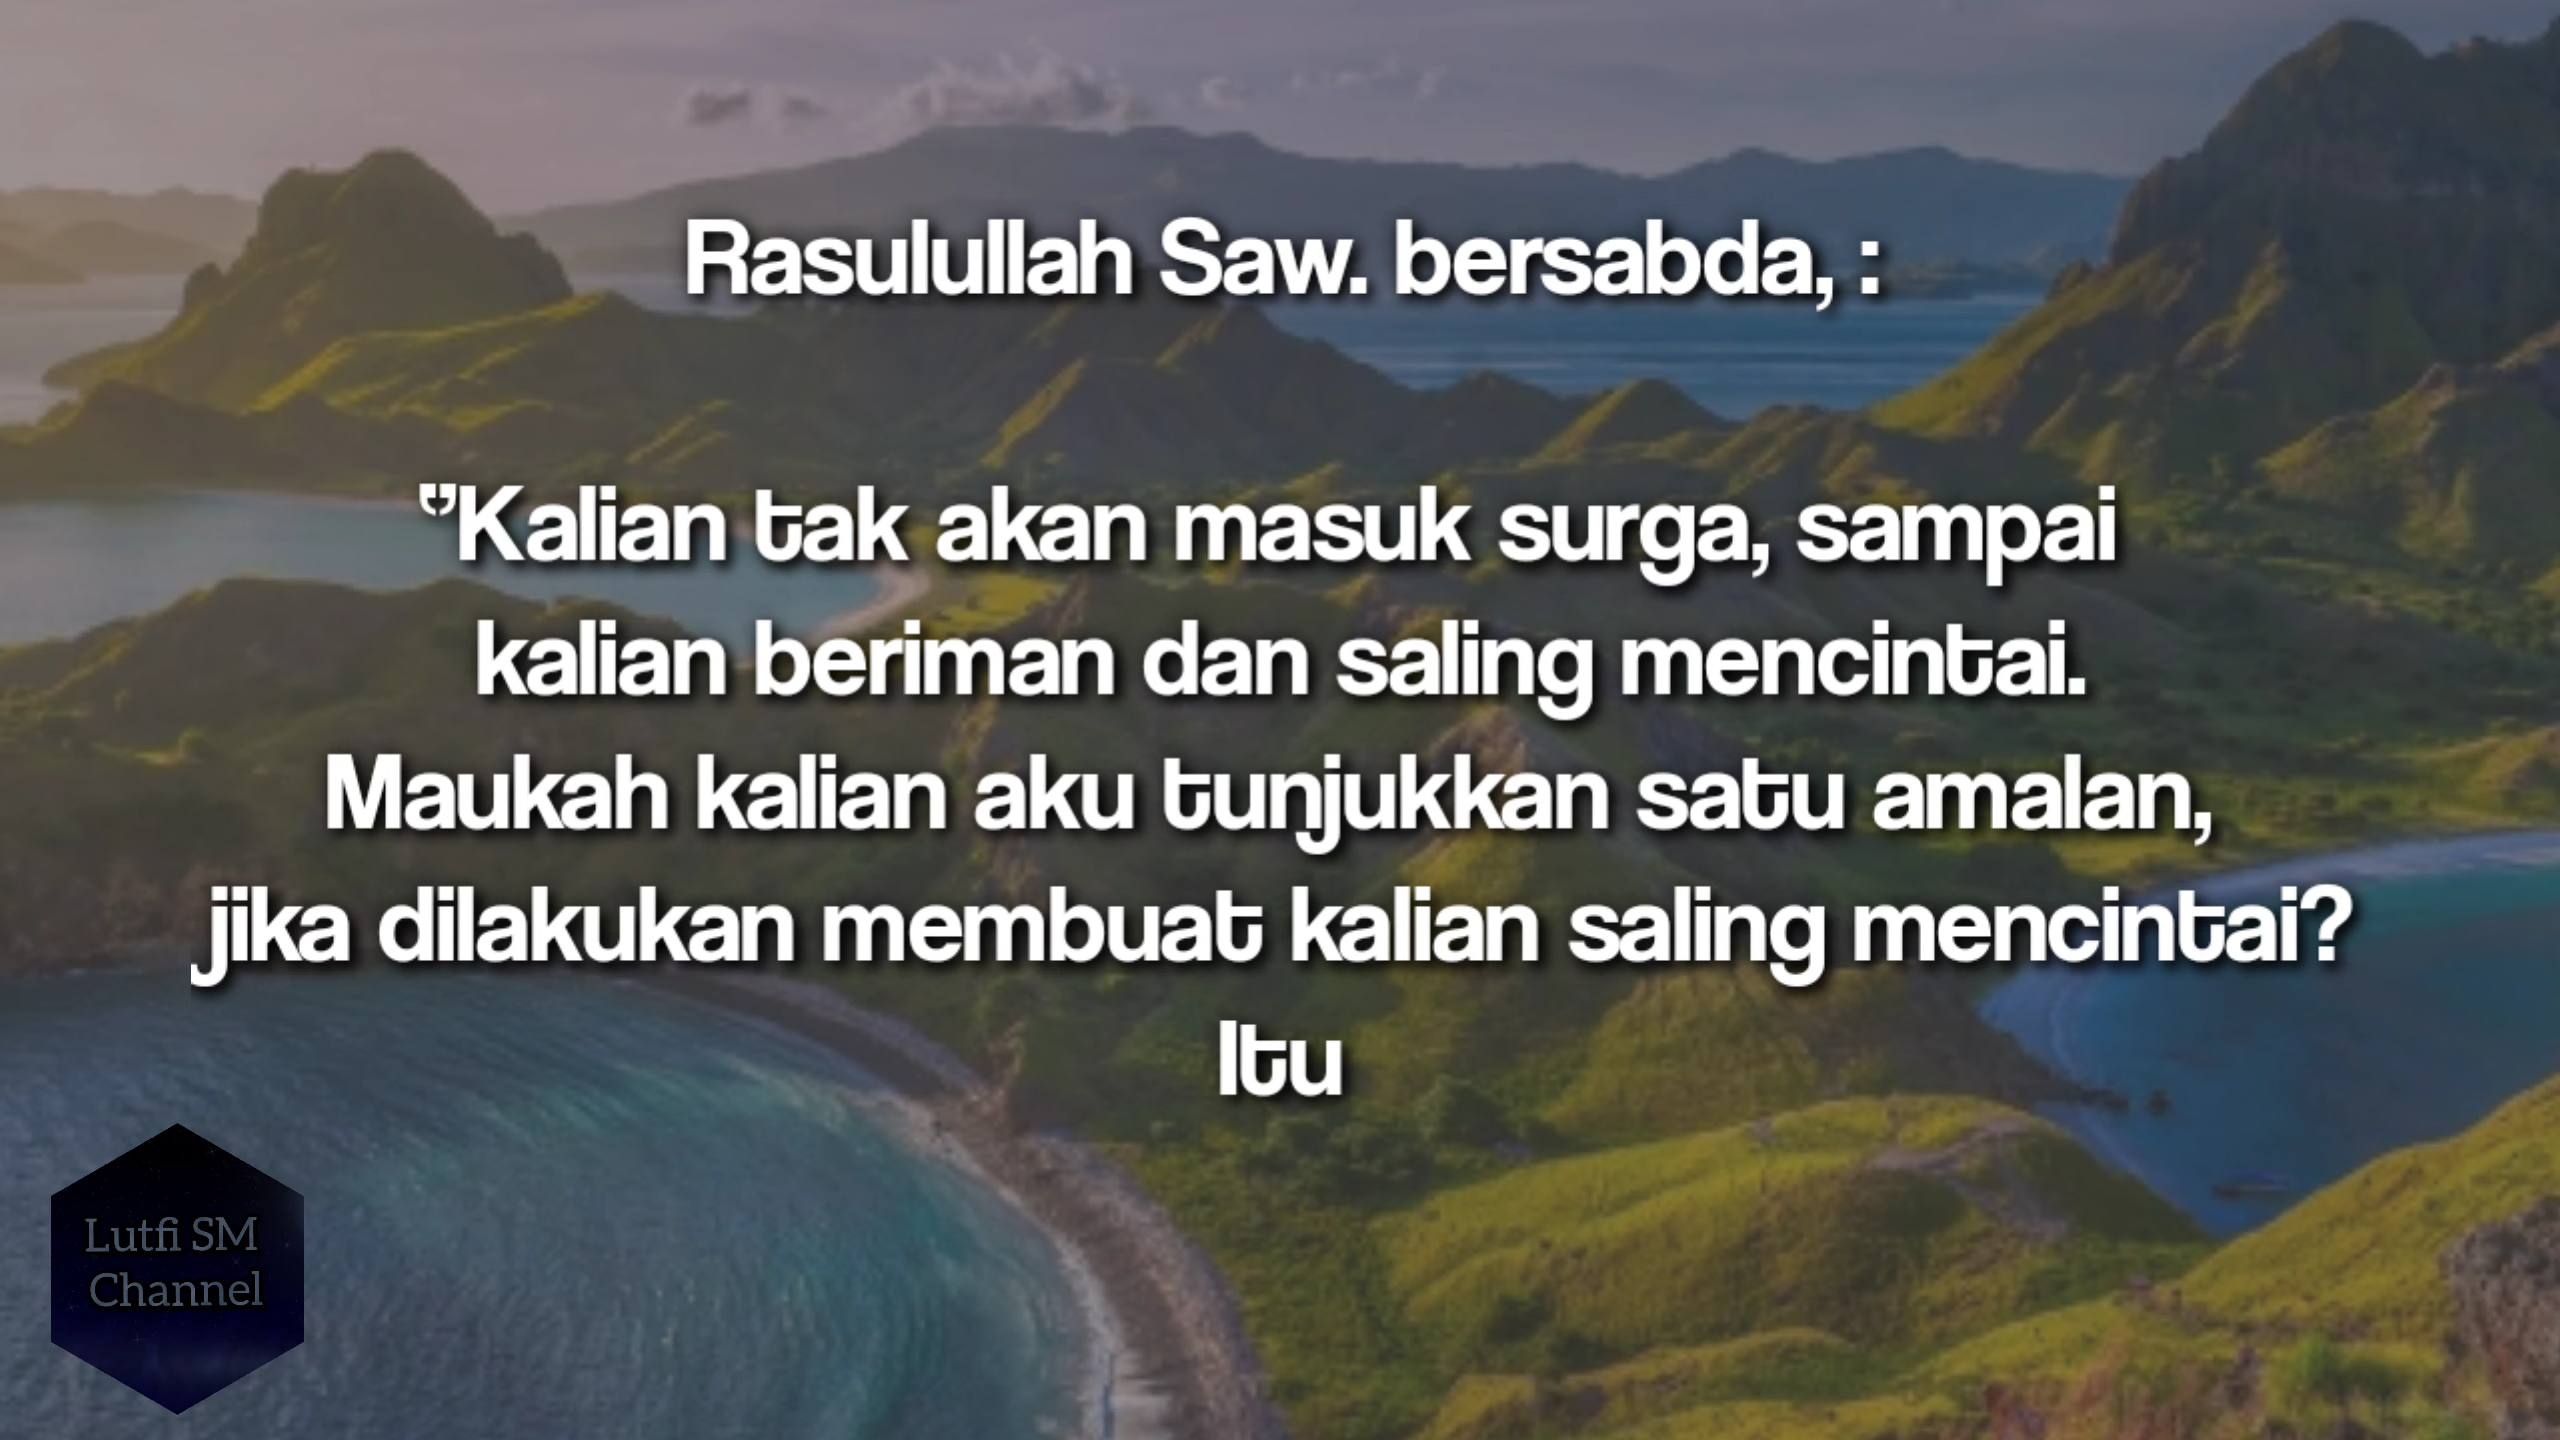 Rasulullah Saw. bersabda, :
"Kalian tak akan masuk surga, sampai
kalian beriman dan saling mencintai.
Maukah kalian aku tunjukkan satu amalan,
jika dilakukan membuat kalian saling mencintai?
Itu
Lutfi SM
Channel